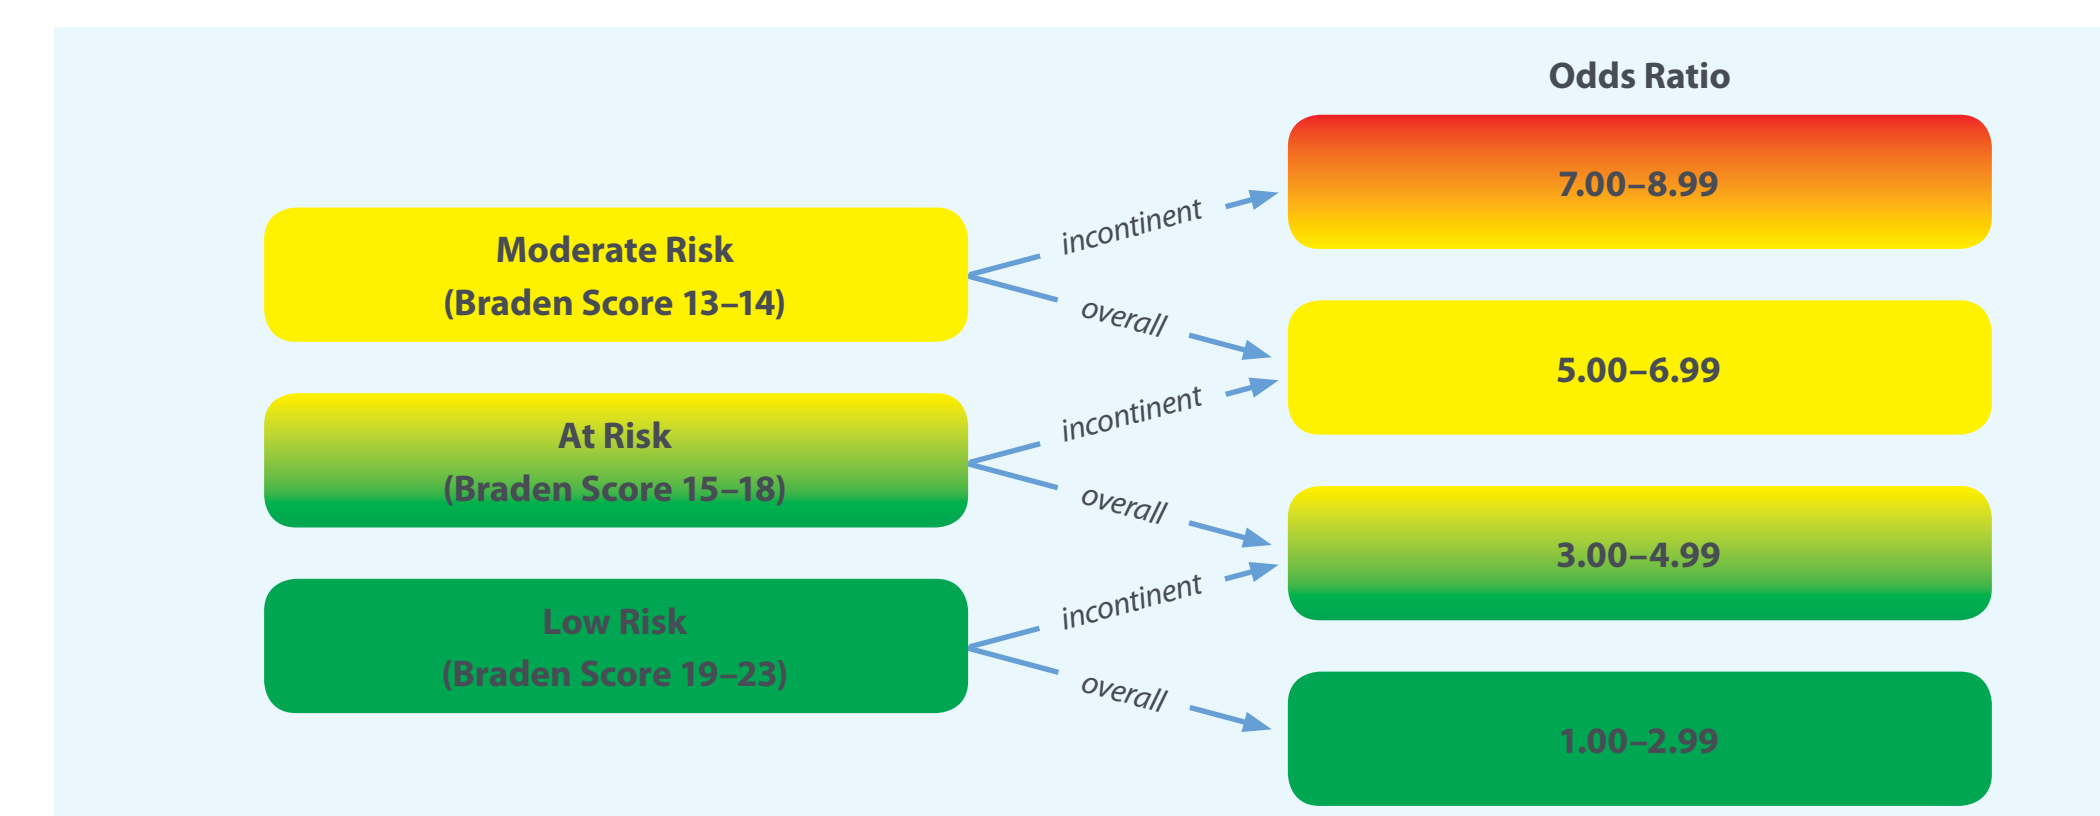 Odds Ratio
7.00–8.99
incontinent
Moderate Risk
(Braden Score 13–14)
overall
5.00–6.99
incontinent
At Risk
(Braden Score 15–18)
overall
3.00–4.99
incontinent
Low Risk
(Braden Score 19–23)
overall
1.00–2.99